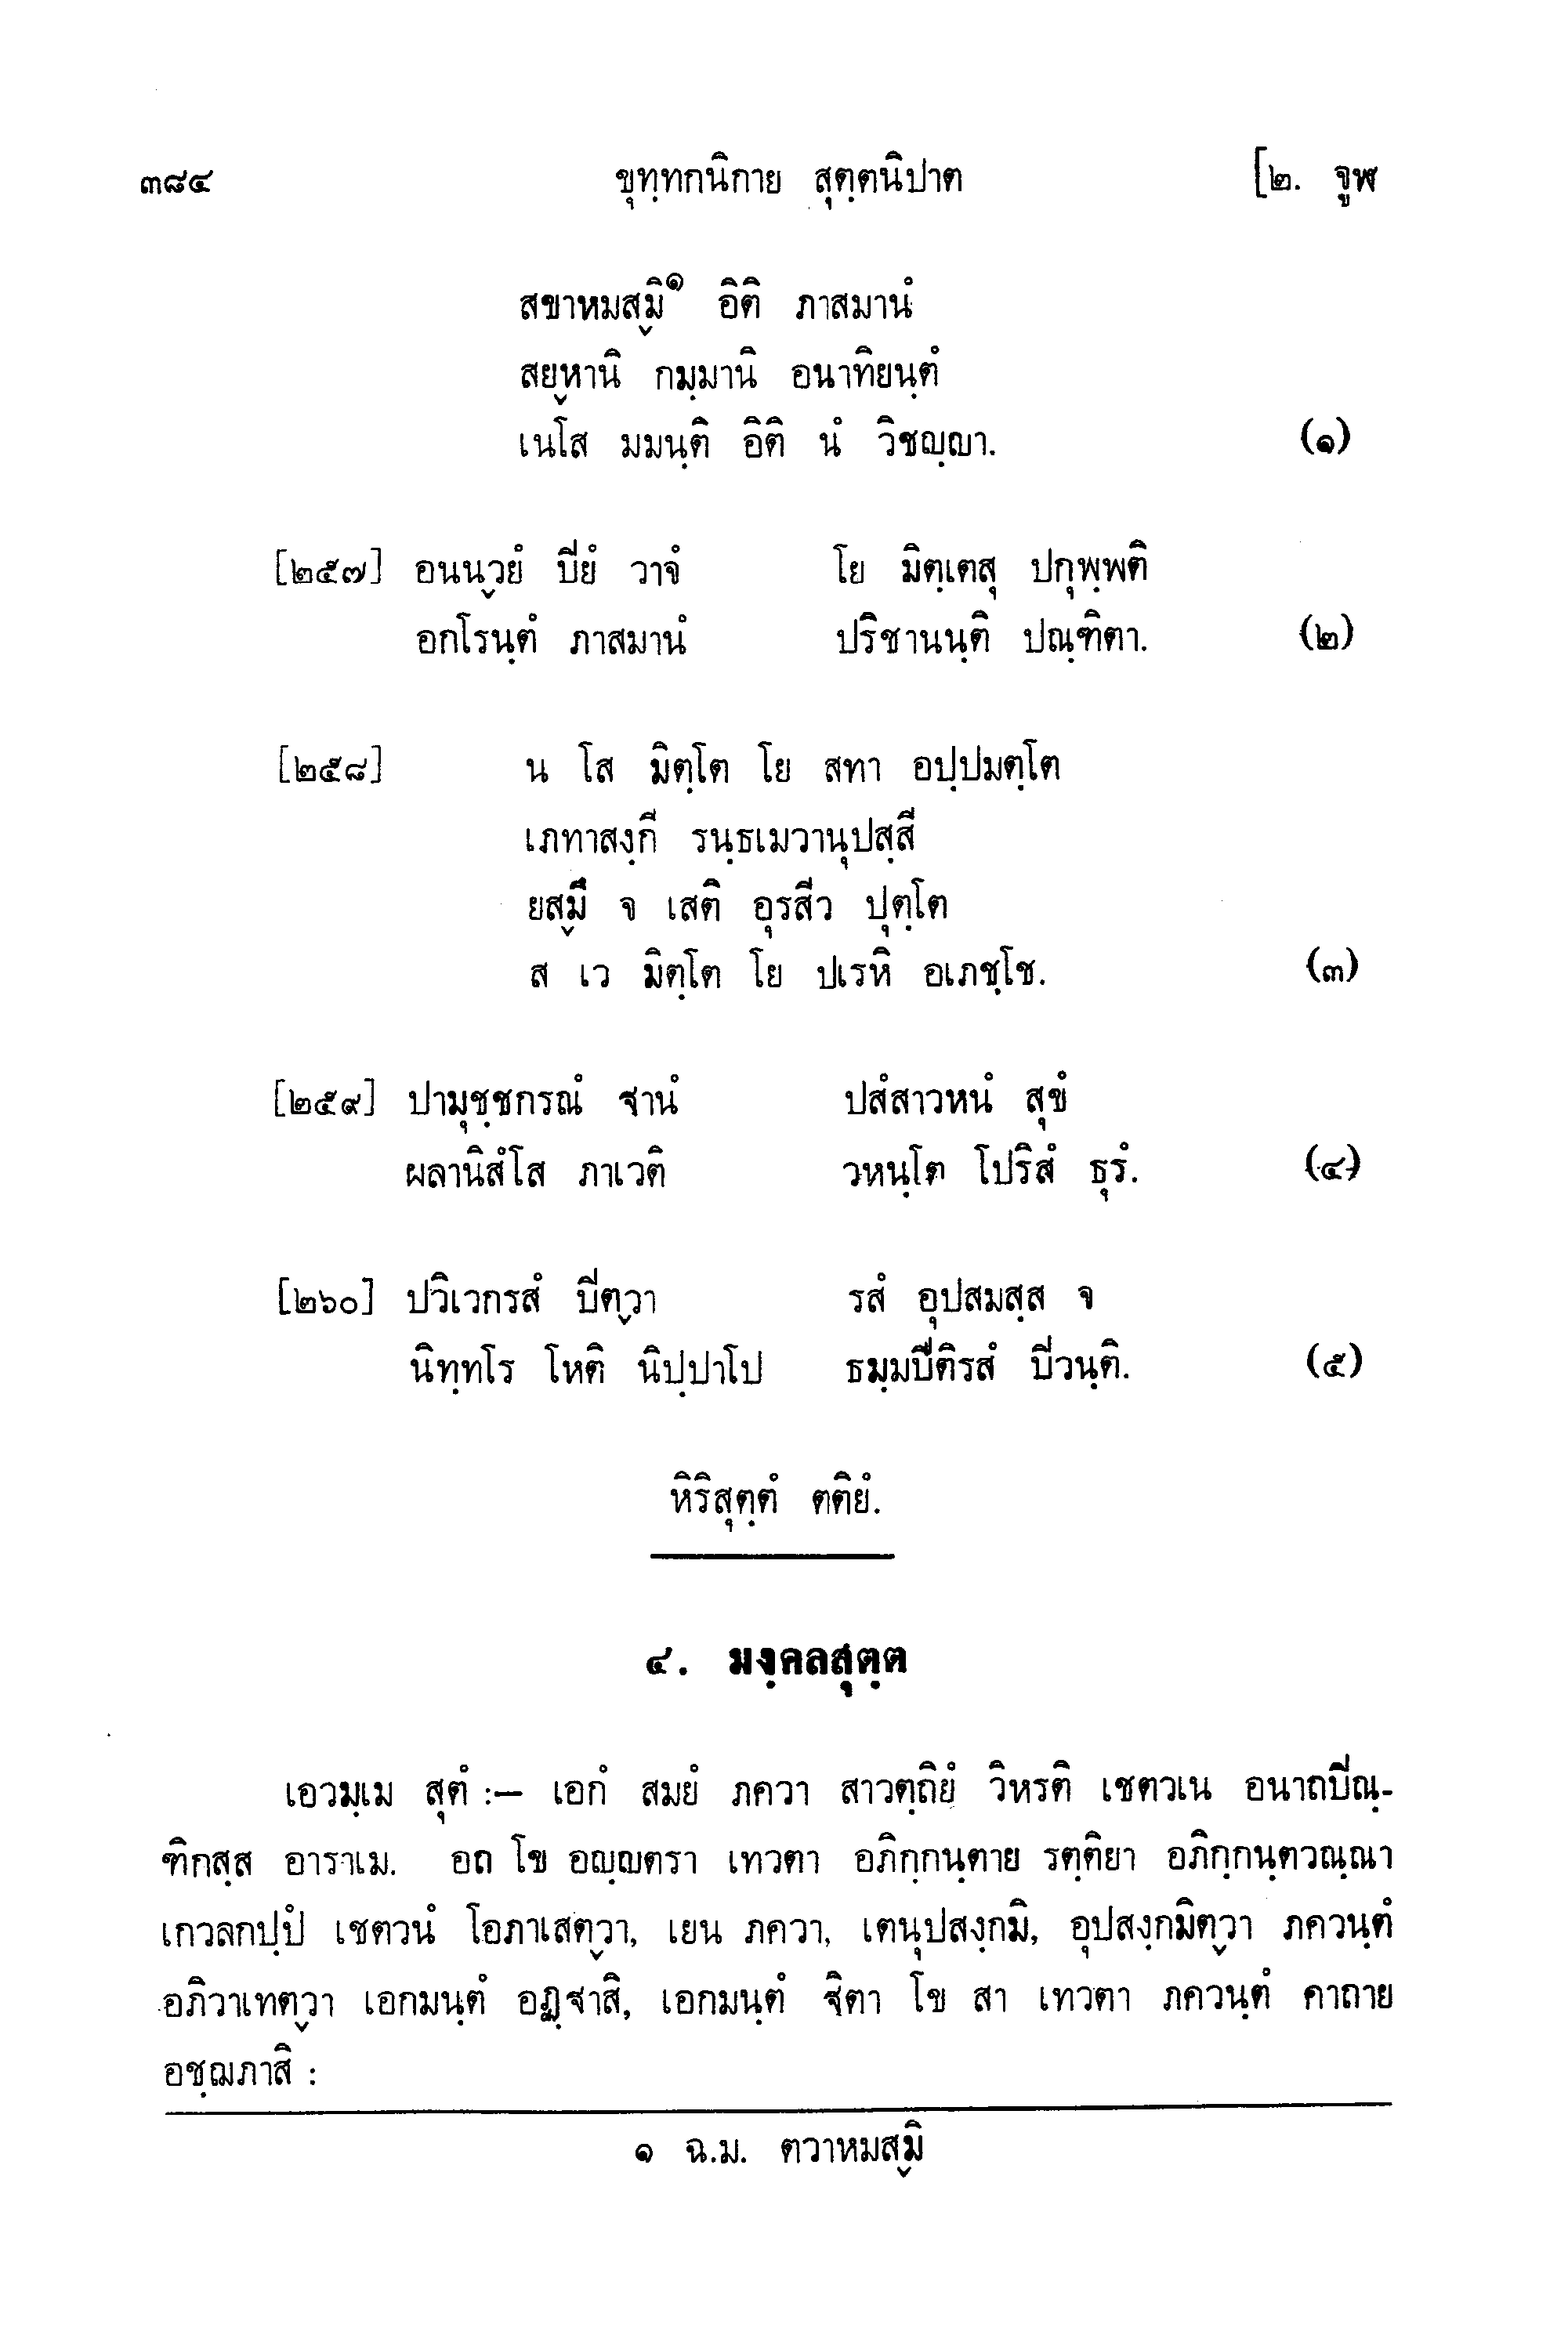 ๓๘๔ ขุทฺทกนิกาย สุตฺตนิปาต [๒. จูฬ
สขาหมสฺมิ๑ อิติ ภาสมานํ
สยฺหานิ กมฺมานิ อนาทิยนฺตํ
เนโส มมนฺติ อิติ นํ วิชญฺญา. (๑)
[๒๕๗] อนนฺวยํ ปิยํ วาจํ โย มิตฺเตสุ ปกุพฺพติ
อกโรนฺตํ ภาสมานํ ปริชานนฺติ ปณฺฑิตา. (๒)
[๒๕๘] น โส มิตฺโต โย สทา อปฺปมตฺโต
เภทาสงฺกี รนฺธเมวานุปสฺสี
ยสฺมึ จ เสติ อุรสีว ปุตฺโต
ส เว มิตฺโต โย ปเรหิ อเภชฺโช. (๓)
[๒๕๙] ปามุชฺชกรณํ ฐานํ ปสํสาวหนํ สุขํ
ผลานิสํโส ภาเวติ วหนฺโต โปริสํ ธุรํ. (๔)
[๒๖๐] ปวิเวกรสํ ปีตฺวา รสํ อุปสมสฺส จ
นิทฺทโร โหติ นิปฺปาโป ธมฺมปีติรสํ ปิวนฺติ. (๕)
หิริสุตฺตํ ตติยํ.
๔. มงฺคลสุตฺต
เอวมฺเม สุตํ :— เอกํ สมยํ ภควา สาวตฺถิยํ วิหรติ เชตวเน อนาถปิณฺ-
ฑิกสฺส อาราเม. อถ โข อญฺญตรา เทวตา อภิกฺกนฺตาย รตฺติยา อภิกฺกนฺตวณฺณา
เกวลกปฺปํ เชตวนํ โอภาเสตฺวา, เยน ภควา, เตนุปสงฺกมิ, อุปสงฺกมิตฺวา ภควนฺตํ
อภิวาเทตฺวา เอกมนฺตํ อฏฺฐาสิ, เอกมนฺตํ ฐิตา โข สา เทวตา ภควนฺตํ คาถาย
อชฺฌภาสิ :
๑ ฉ.ม. ตวาหมสฺมิ